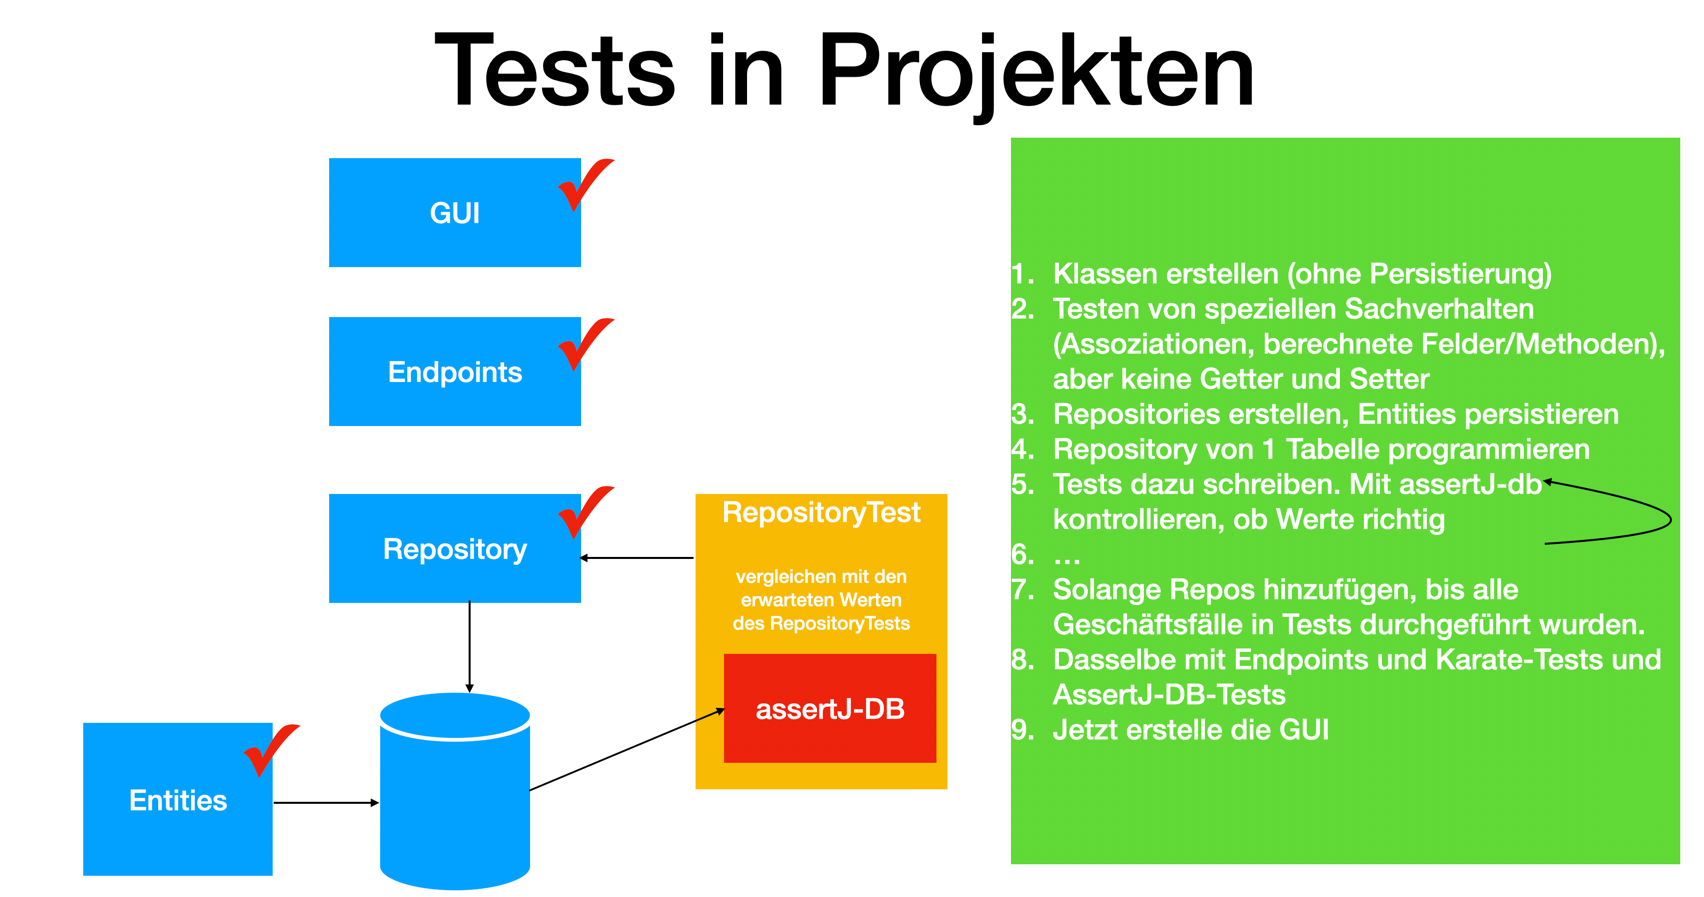 Tests in Projekten
GUI
Endpoints
Repository
Entities
RepositoryTest
vergleichen mit den
erwarteten Werten
des RepositoryTests
assertJ-DB
1. Klassen erstellen (ohne Persistierung)
2. Testen von speziellen Sachverhalten
(Assoziationen, berechnete Felder/Methoden),
aber keine Getter und Setter
3. Repositories erstellen, Entities persistieren
4. Repository von 1 Tabelle programmieren
5. Tests dazu schreiben. Mit assertJ-db
kontrollieren, ob Werte richtig
6. ...
7. Solange Repos hinzufügen, bis alle
Geschäftsfälle in Tests durchgeführt wurden.
8. Dasselbe mit Endpoints und Karate-Tests und
AssertJ-DB-Tests
9. Jetzt erstelle die GUI